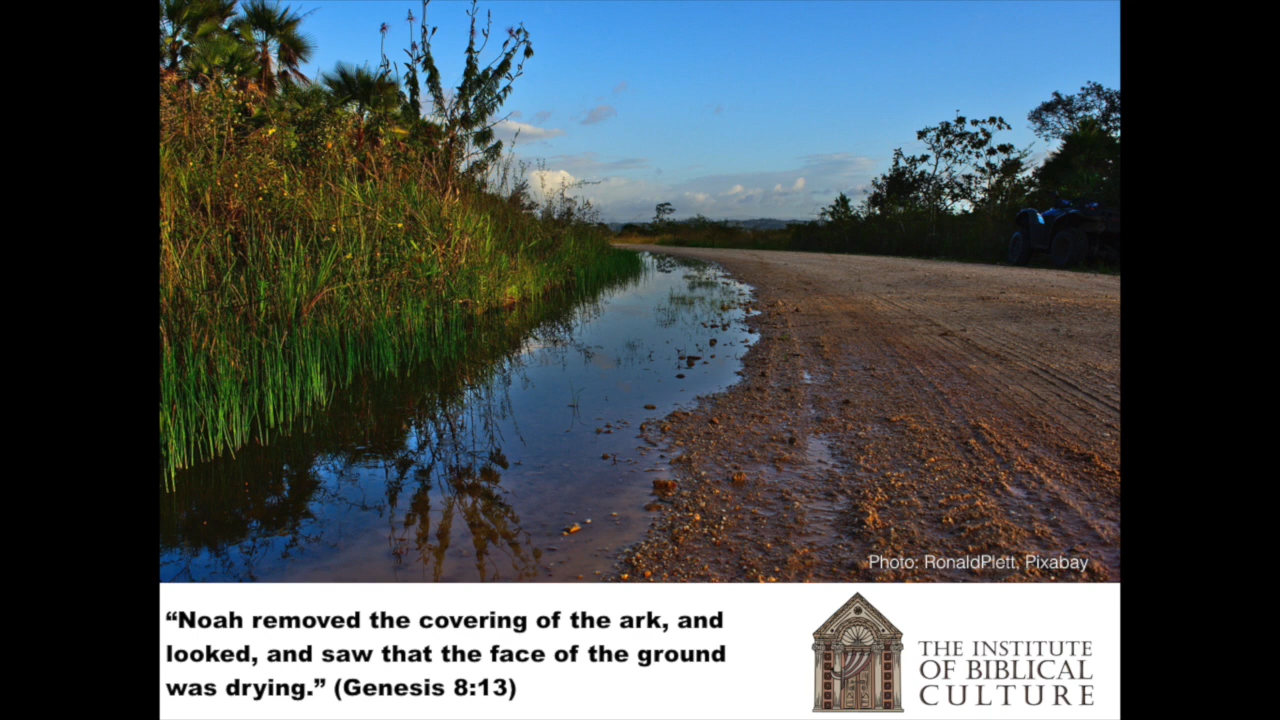 Photo: RonaldPlett, Pixabay
“Noah removed the covering of the ark, and
looked, and saw that the face of the ground
was drying.” (Genesis 8:13)
THE INSTITUTE
OF BIBLICAL
CULTURE